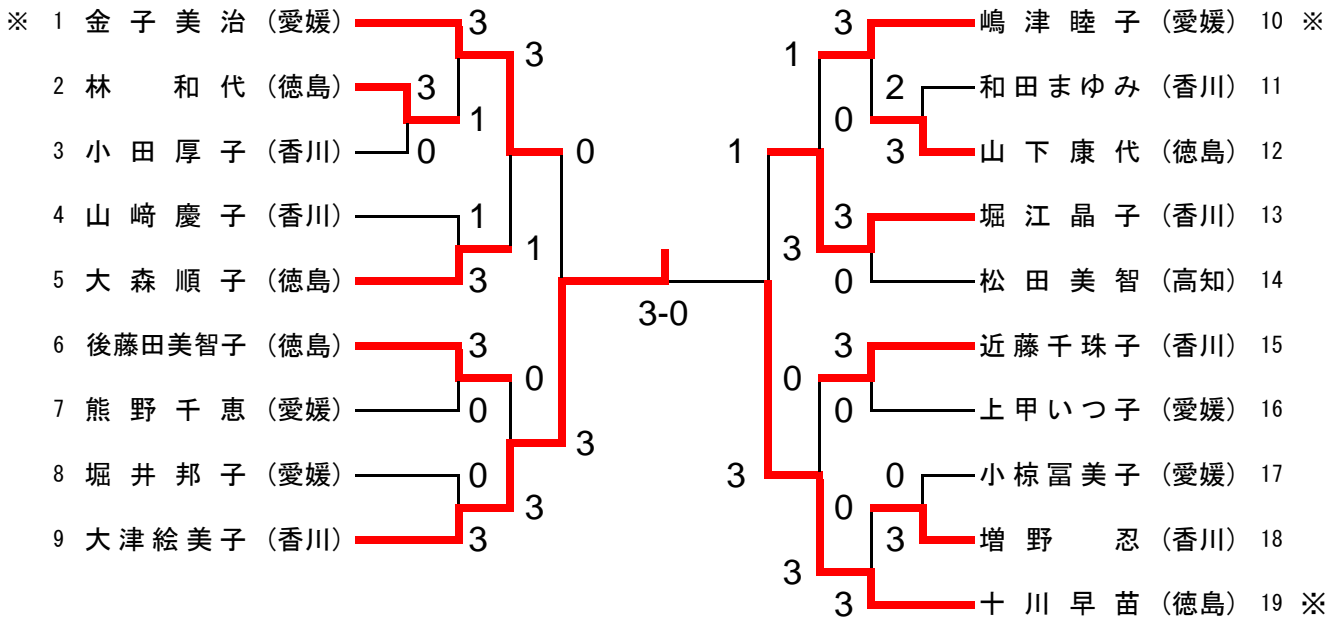 ※ 1 金子美治 (愛媛) 3 3 嶋津睦子 (愛媛) 10 ※
3 1
2 林 和代 (徳島) 3 2 和田まゆみ (香川) 11
1 0
3 小田厚子 (香川) 0 0 1 3 山下康代 (徳島) 12
4 山﨑慶子 (香川) 1 3 堀江晶子 (香川) 13
1 3
5 大森順子 (徳島) 3 0 松田美智 (高知) 14
3-0
6 後藤田美智子 (徳島) 3 3 近藤千珠子 (香川) 15
0 0
7 熊野千恵 (愛媛) 0 0 上甲いつ子 (愛媛) 16
3
8 堀井邦子 (愛媛) 0 3 0 小椋冨美子 (愛媛) 17
3 0
9 大津絵美子 (香川) 3 3 増野 忍 (香川) 18
3
3 十川早苗 (徳島) 19 ※